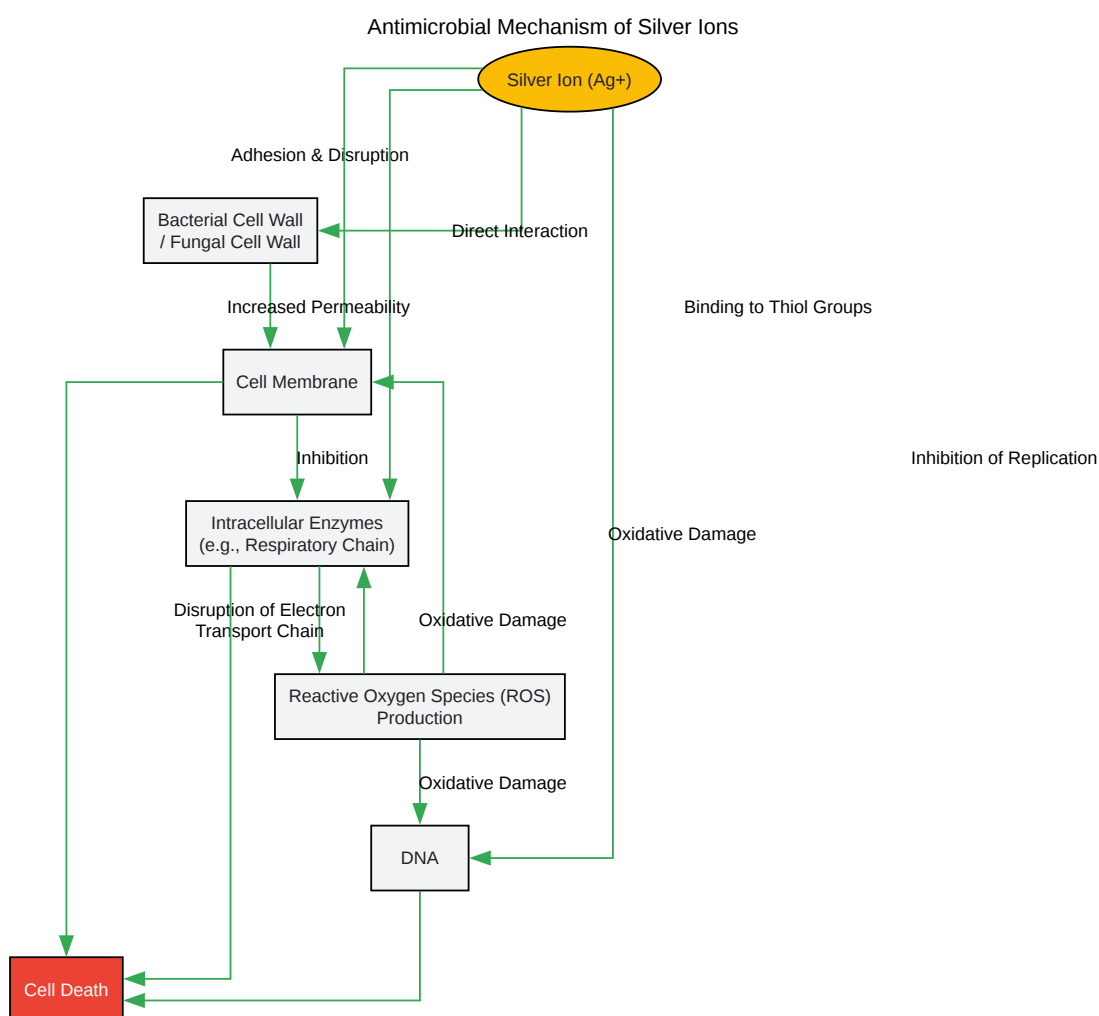 Antimicrobial Mechanism of Silver Ions
Silver Ion (Ag+)
Adhesion & Disruption
Bacterial Cell Wall
/ Fungal Cell Wall
Direct Interaction
Increased Permeability
Binding to Thiol Groups
Cell Membrane
Inhibition
Inhibition of Replication
Intracellular Enzymes
(e.g., Respiratory Chain)
Oxidative Damage
Disruption of Electron
Transport Chain
Oxidative Damage
Reactive Oxygen Species (ROS)
Production
Oxidative Damage
DNA
Cell Death